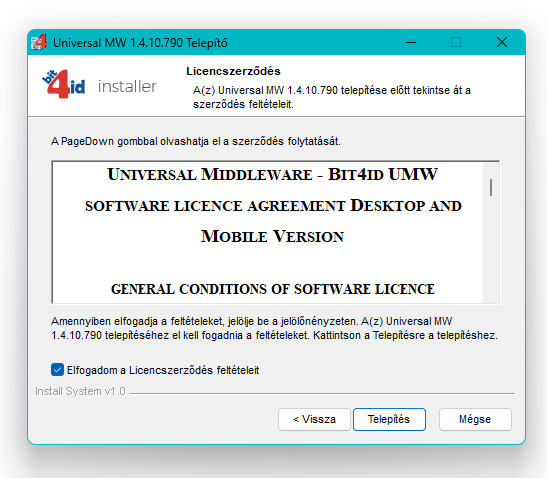 Universal MW 1.4.10.790 Telepítő
bit
4id
installer
Licencszerződés
A(z) Universal MW 1.4.10.790 telepítése előtt tekintse át a
szerződés feltételeit.
A PageDown gombbal olvashatja el a szerződés folytatását.
UNIVERSAL MIDDLEWARE - BIT4ID UMW
SOFTWARE LICENCE AGREEMENT DESKTOP AND
MOBILE VERSION
GENERAL CONDITIONS OF SOFTWARE LICENCE
Amennyiben elfogadja a feltételeket, jelölje be a jelölőnényzeten. A(z) Universal MW
1.4.10.790 telepítéséhez el kell fogadnia a feltételeket. Kattintson a Telepítésre a telepítéshez.
Elfogadom a Licencszerződés feltételeit
Install System v1.0
< Vissza
Telepítés
Mégse